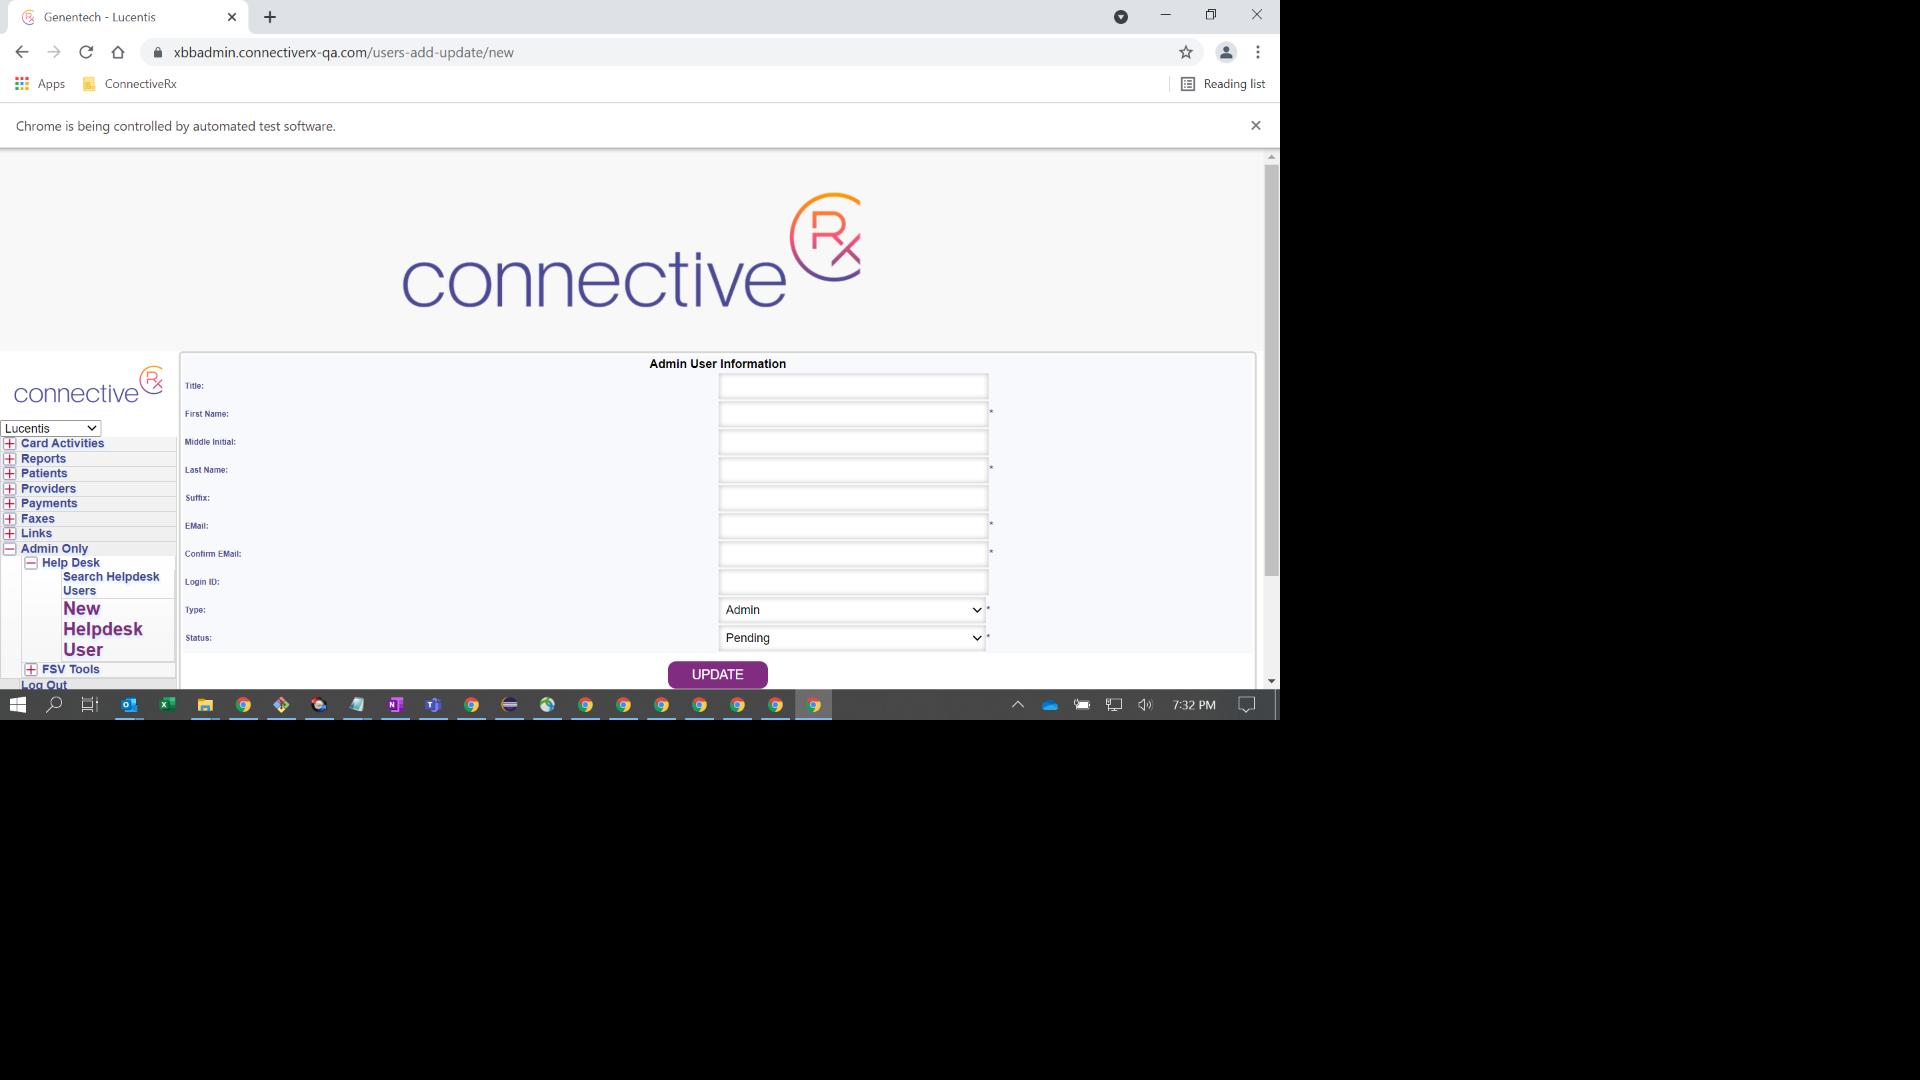 Genentech - Lucentis
xbbadmin.connectiverx-qa.com/users-add-update/new
Apps
ConnectiveRx
Reading list
Chrome is being controlled by automated test software.
connective Rx
connective Rx
Lucentis
Card Activities
Reports
Patients
Providers
Payments
Faxes
Links
Admin Only
Help Desk
Search Helpdesk
Users
New
Helpdesk
User
FSV Tools
Log Out
Admin User Information
Title:
First Name: *
Middle Initial:
Last Name: *
Suffix:
EMail: *
Confirm EMail: *
Login ID:
Type: Admin *
Status: Pending *
UPDATE
7:32 PM